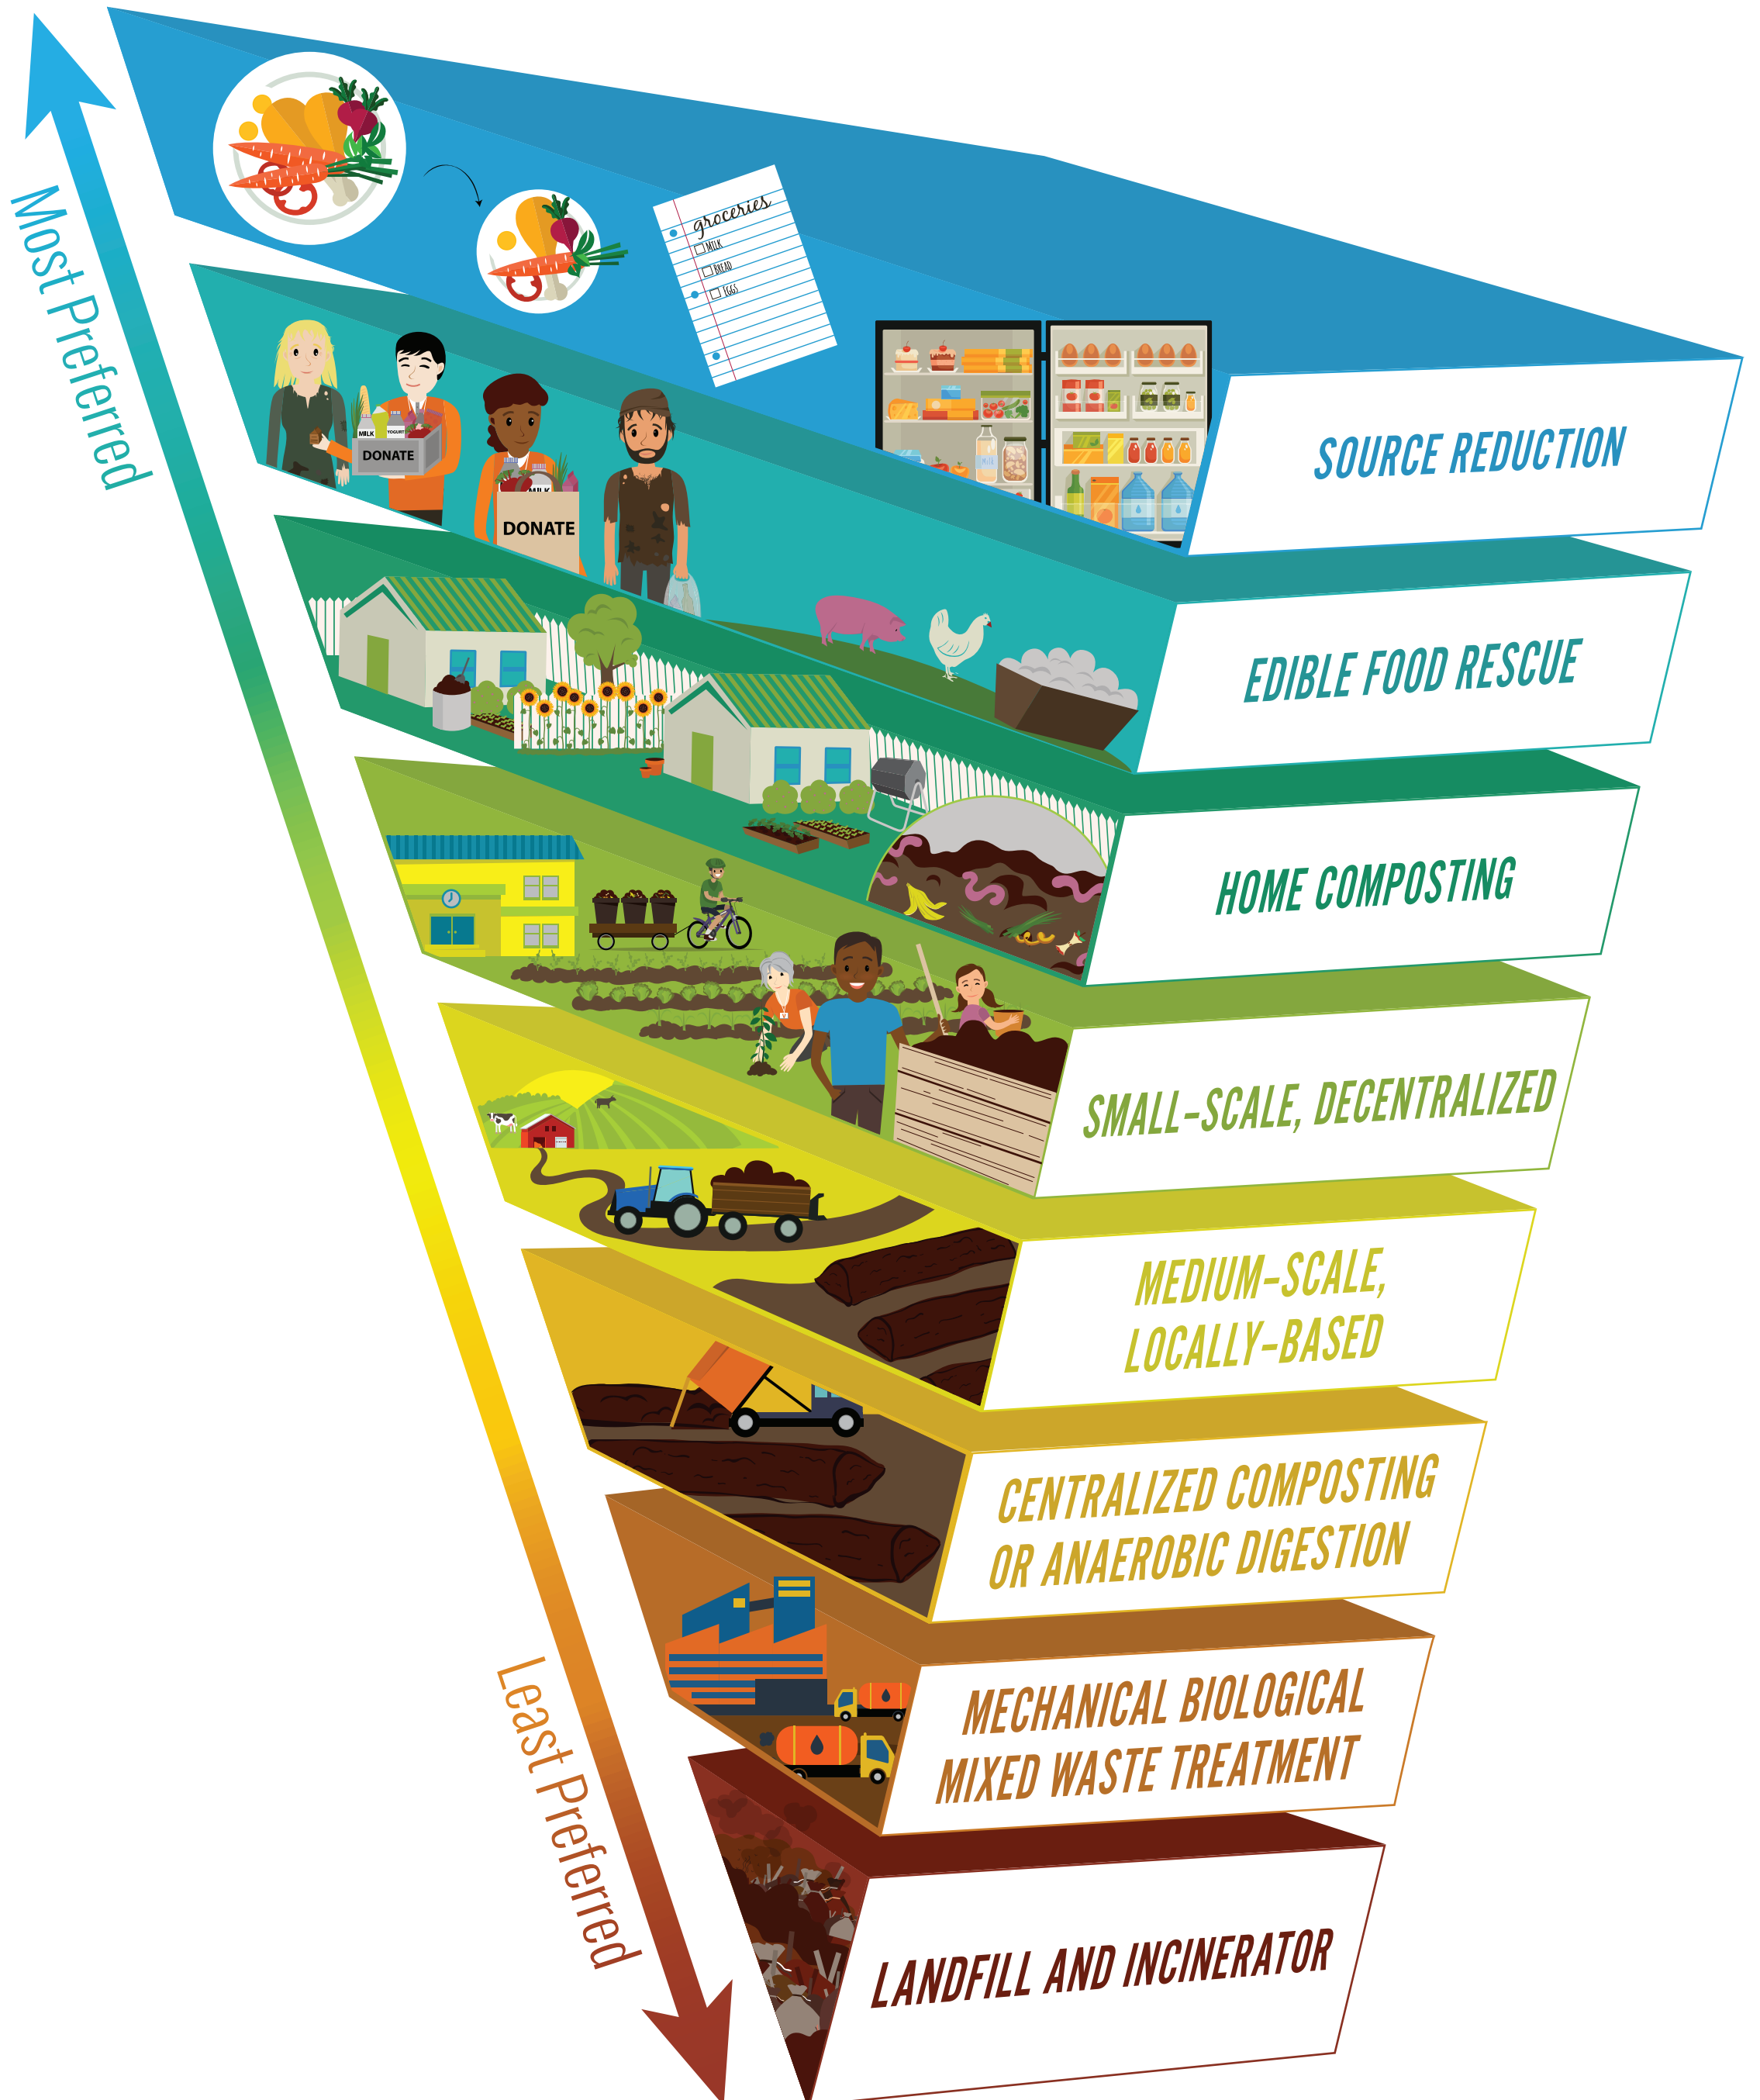 Most Preferred
groceries
MILK
BREAD
EGGS
SOURCE REDUCTION
MILK
YOGURT
DONATE
MILK
DONATE
Milk
EDIBLE FOOD RESCUE
HOME COMPOSTING
SMALL-SCALE, DECENTRALIZED
MEDIUM-SCALE,
LOCALLY-BASED
CENTRALIZED COMPOSTING
OR ANAEROBIC DIGESTION
Least Preferred
MECHANICAL BIOLOGICAL
MIXED WASTE TREATMENT
LANDFILL AND INCINERATOR